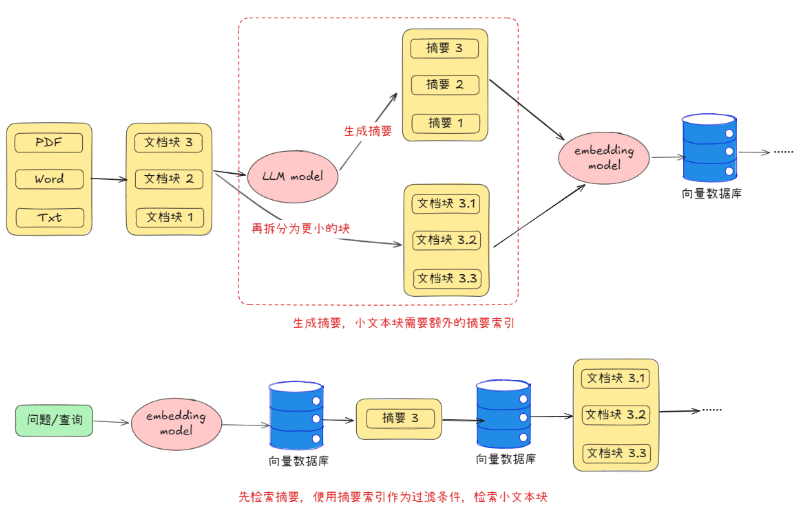 PDF
Word
Txt
文档块 3
文档块 2
文档块 1
LLM model
生成摘要
再拆分为更小的块
摘要 3
摘要 2
摘要 1
文档块 3.1
文档块 3.2
文档块 3.3
embedding
model
向量数据库
......
生成摘要，小文本块需要额外的摘要索引
问题/查询
embedding
model
向量数据库
摘要 3
向量数据库
文档块 3.1
文档块 3.2
文档块 3.3
......
先检索摘要，使用摘要索引作为过滤条件，检索小文本块